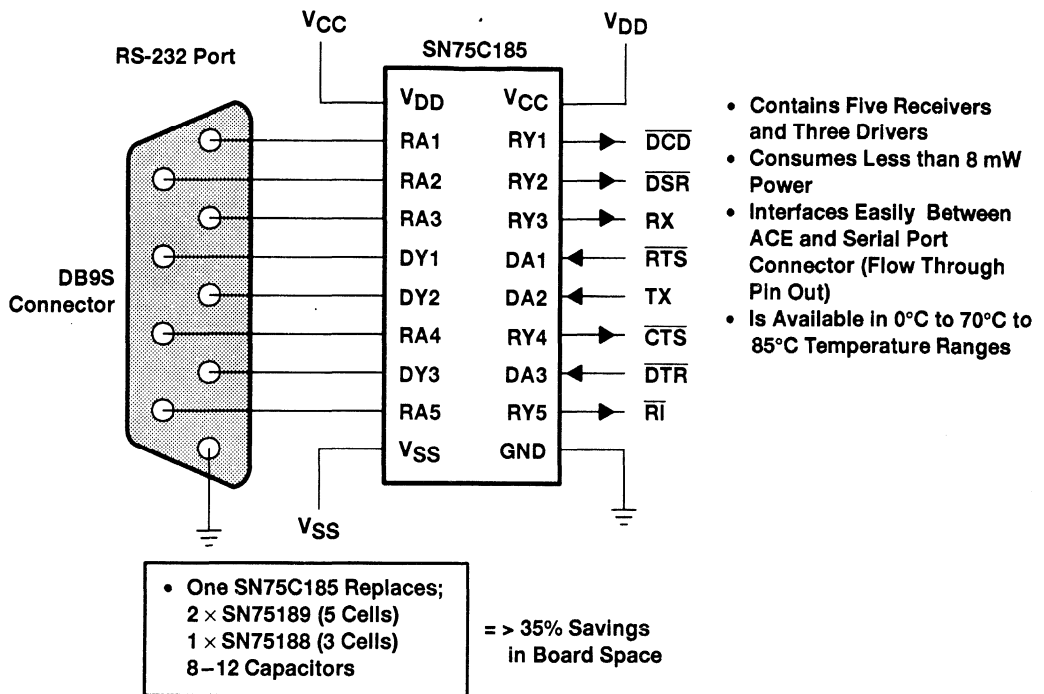 VCC
VDD
RS-232 Port
SN75C185
VDD VCC
RA1 RY1 DCD
RA2 RY2 DSR
RA3 RY3 RX
DY1 DA1 RTS
DY2 DA2 TX
RA4 RY4 CTS
DY3 DA3 DTR
RA5 RY5 RI
VSS GND
DB9S
Connector
VSS
• Contains Five Receivers
and Three Drivers
• Consumes Less than 8 mW
Power
• Interfaces Easily Between
ACE and Serial Port
Connector (Flow Through
Pin Out)
• Is Available in 0°C to 70°C to
85°C Temperature Ranges
• One SN75C185 Replaces;
2 × SN75189 (5 Cells)
1 × SN75188 (3 Cells)
8–12 Capacitors
= > 35% Savings
in Board Space